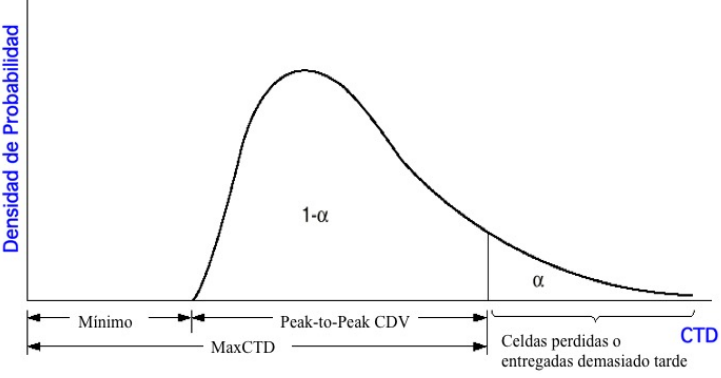 Densidad de Probabilidad
1-α
α
Mínimo
Peak-to-Peak CDV
MaxCTD
CTD
Celdas perdidas o
entregadas demasiado tarde